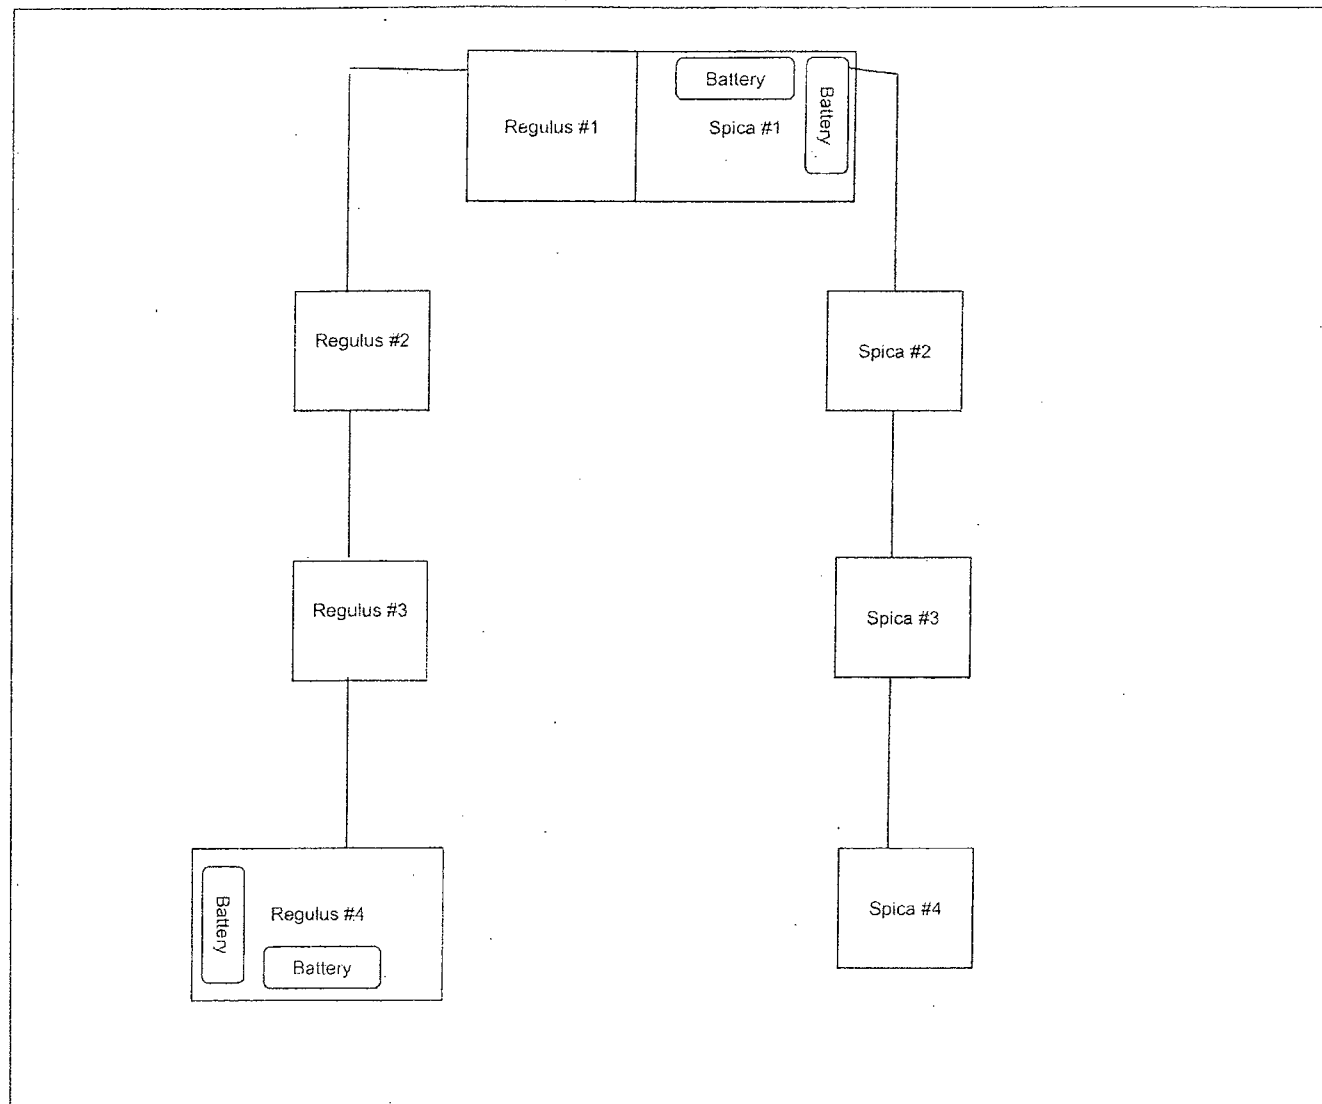 Battery
Battery
Regulus #1
Spica #1
Regulus #2
Spica #2
Regulus #3
Spica #3
Battery
Regulus #4
Battery
Spica #4